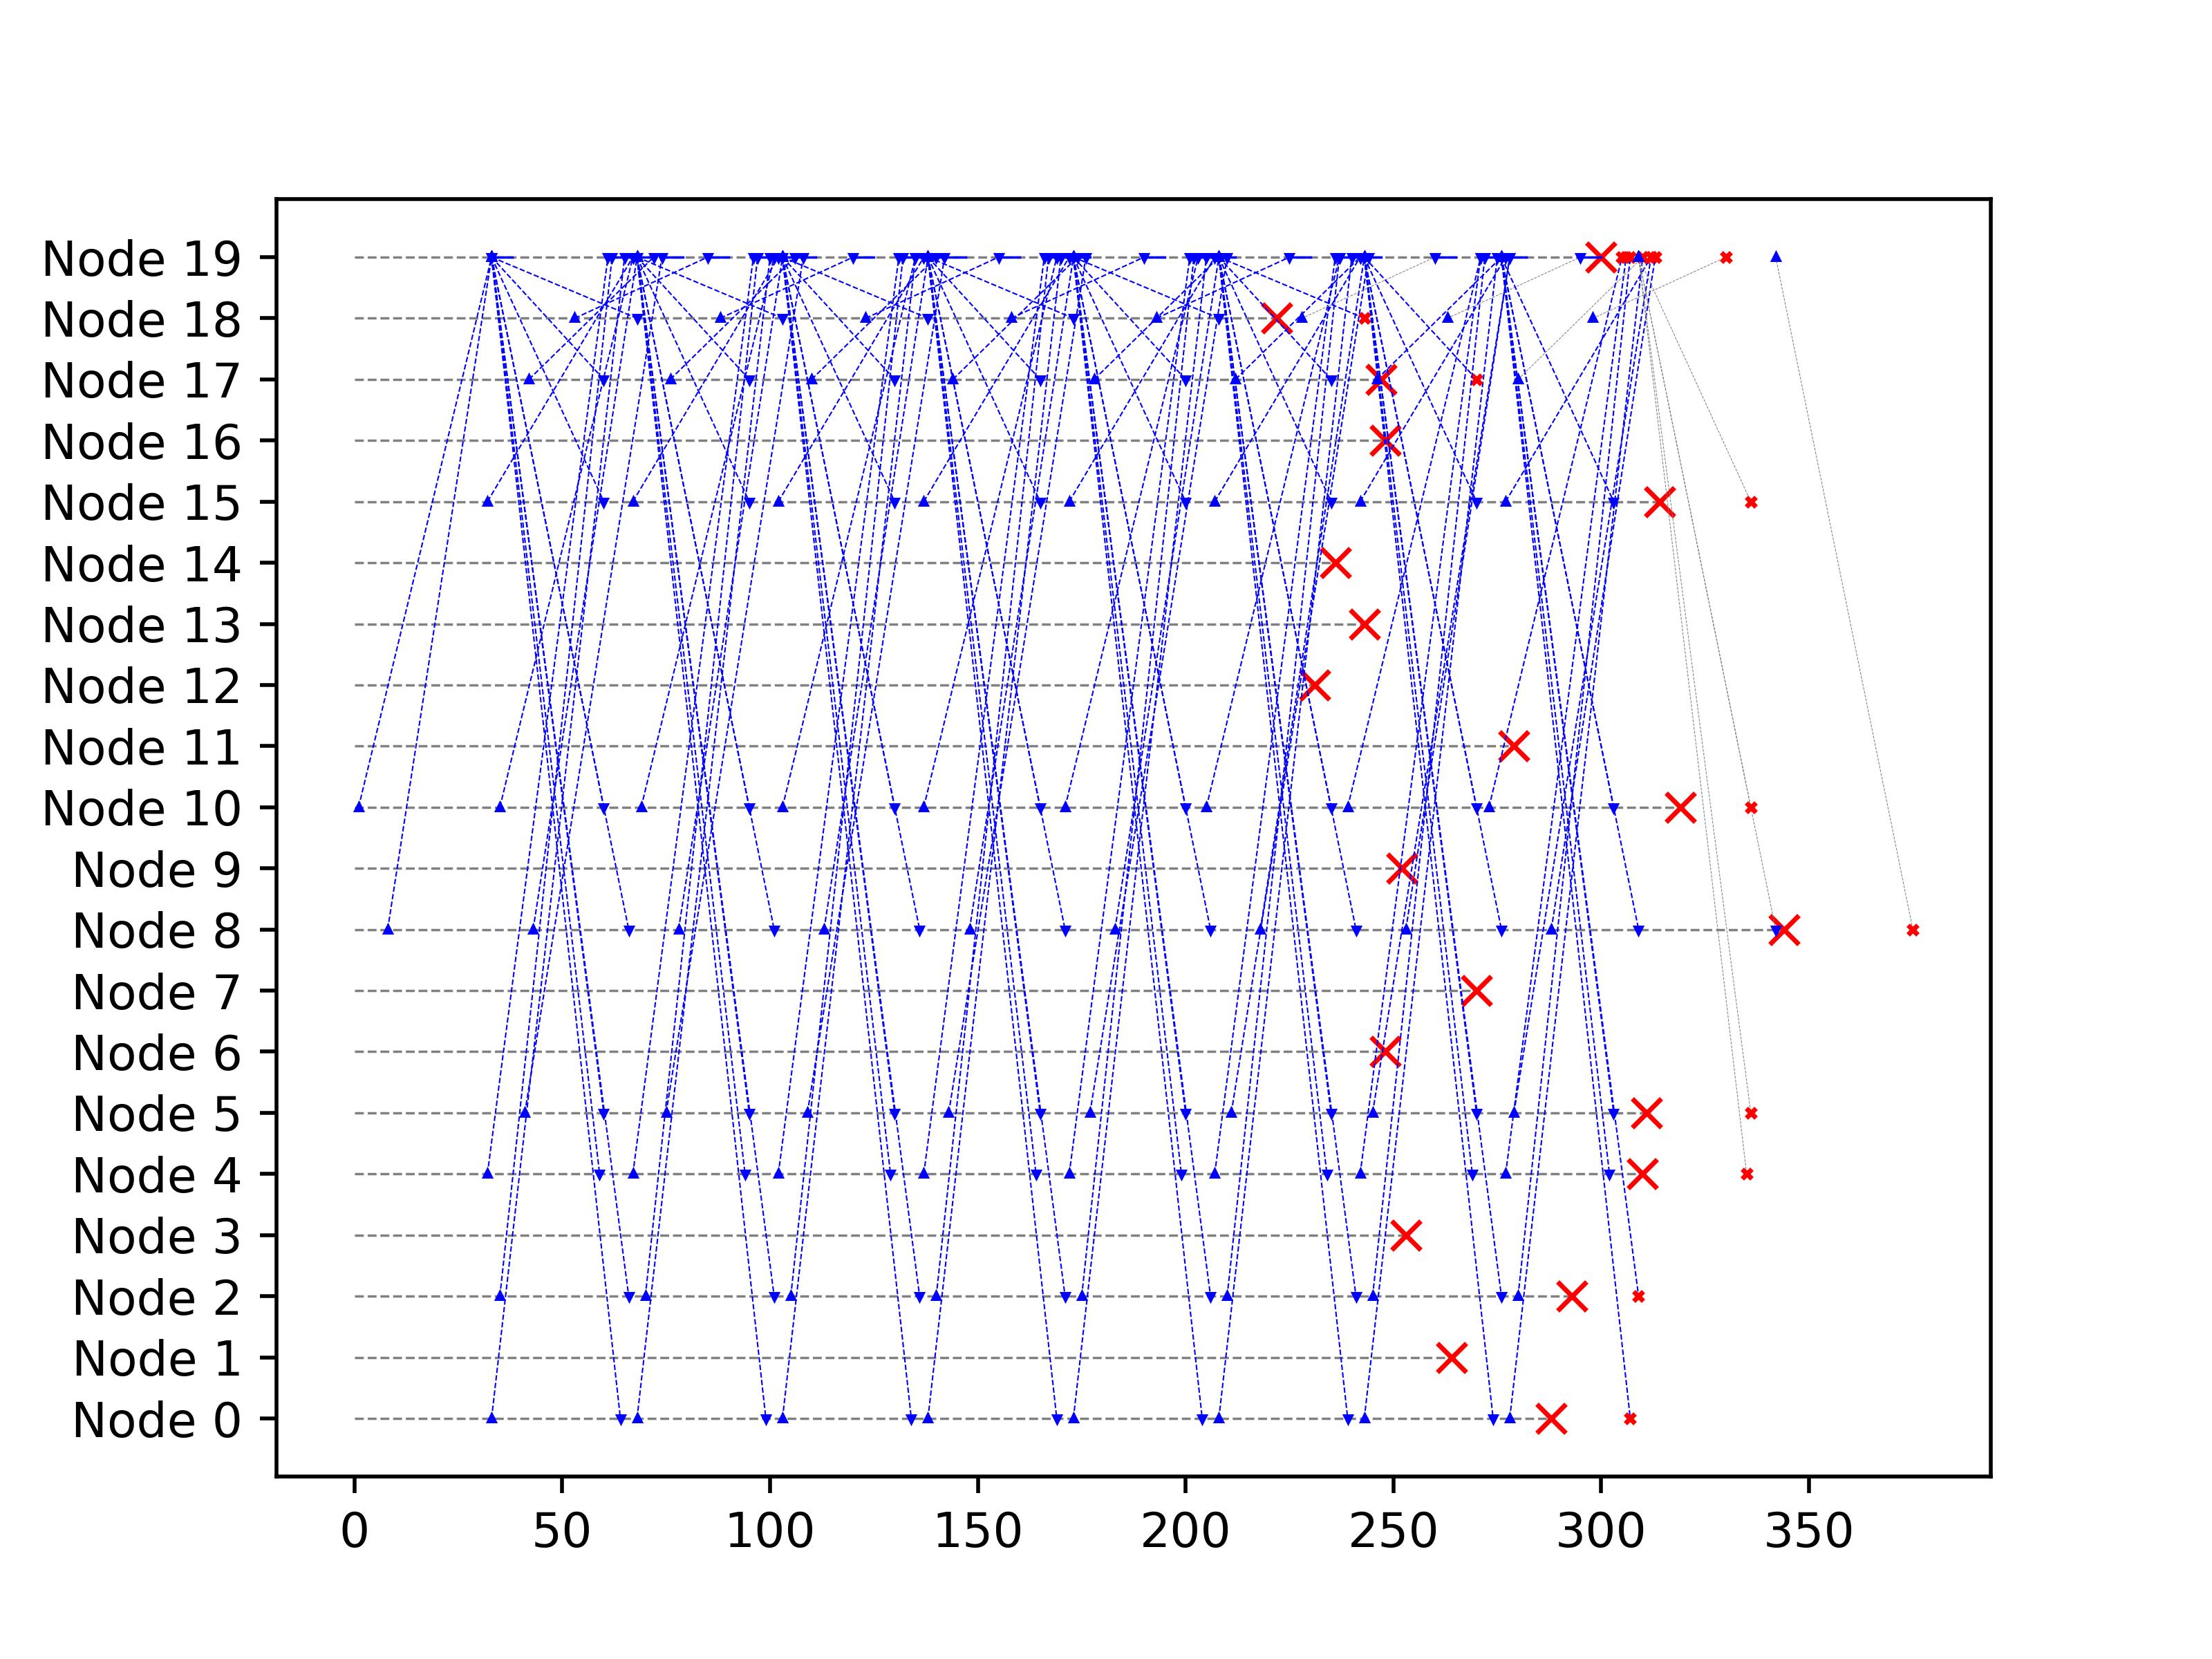 Node 19
Node 18
Node 17
Node 16
Node 15
Node 14
Node 13
Node 12
Node 11
Node 10
Node 9
Node 8
Node 7
Node 6
Node 5
Node 4
Node 3
Node 2
Node 1
Node 0
0 50 100 150 200 250 300 350